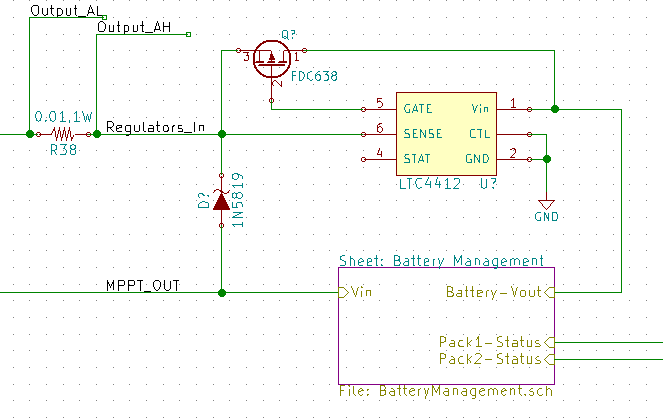 Output_AL
Output_AH
Q?
3
1
2
FDC638
0.01,1W
R38
Regulators_In
5
GATE
Vin
1
6
SENSE
CTL
4
STAT
GND
2
LTC4412
U?
GND
D?
1N5819
MPPT_OUT
Sheet: Battery Management
Vin
Battery-Vout
Pack1-Status
Pack2-Status
File: BatteryManagement.sch